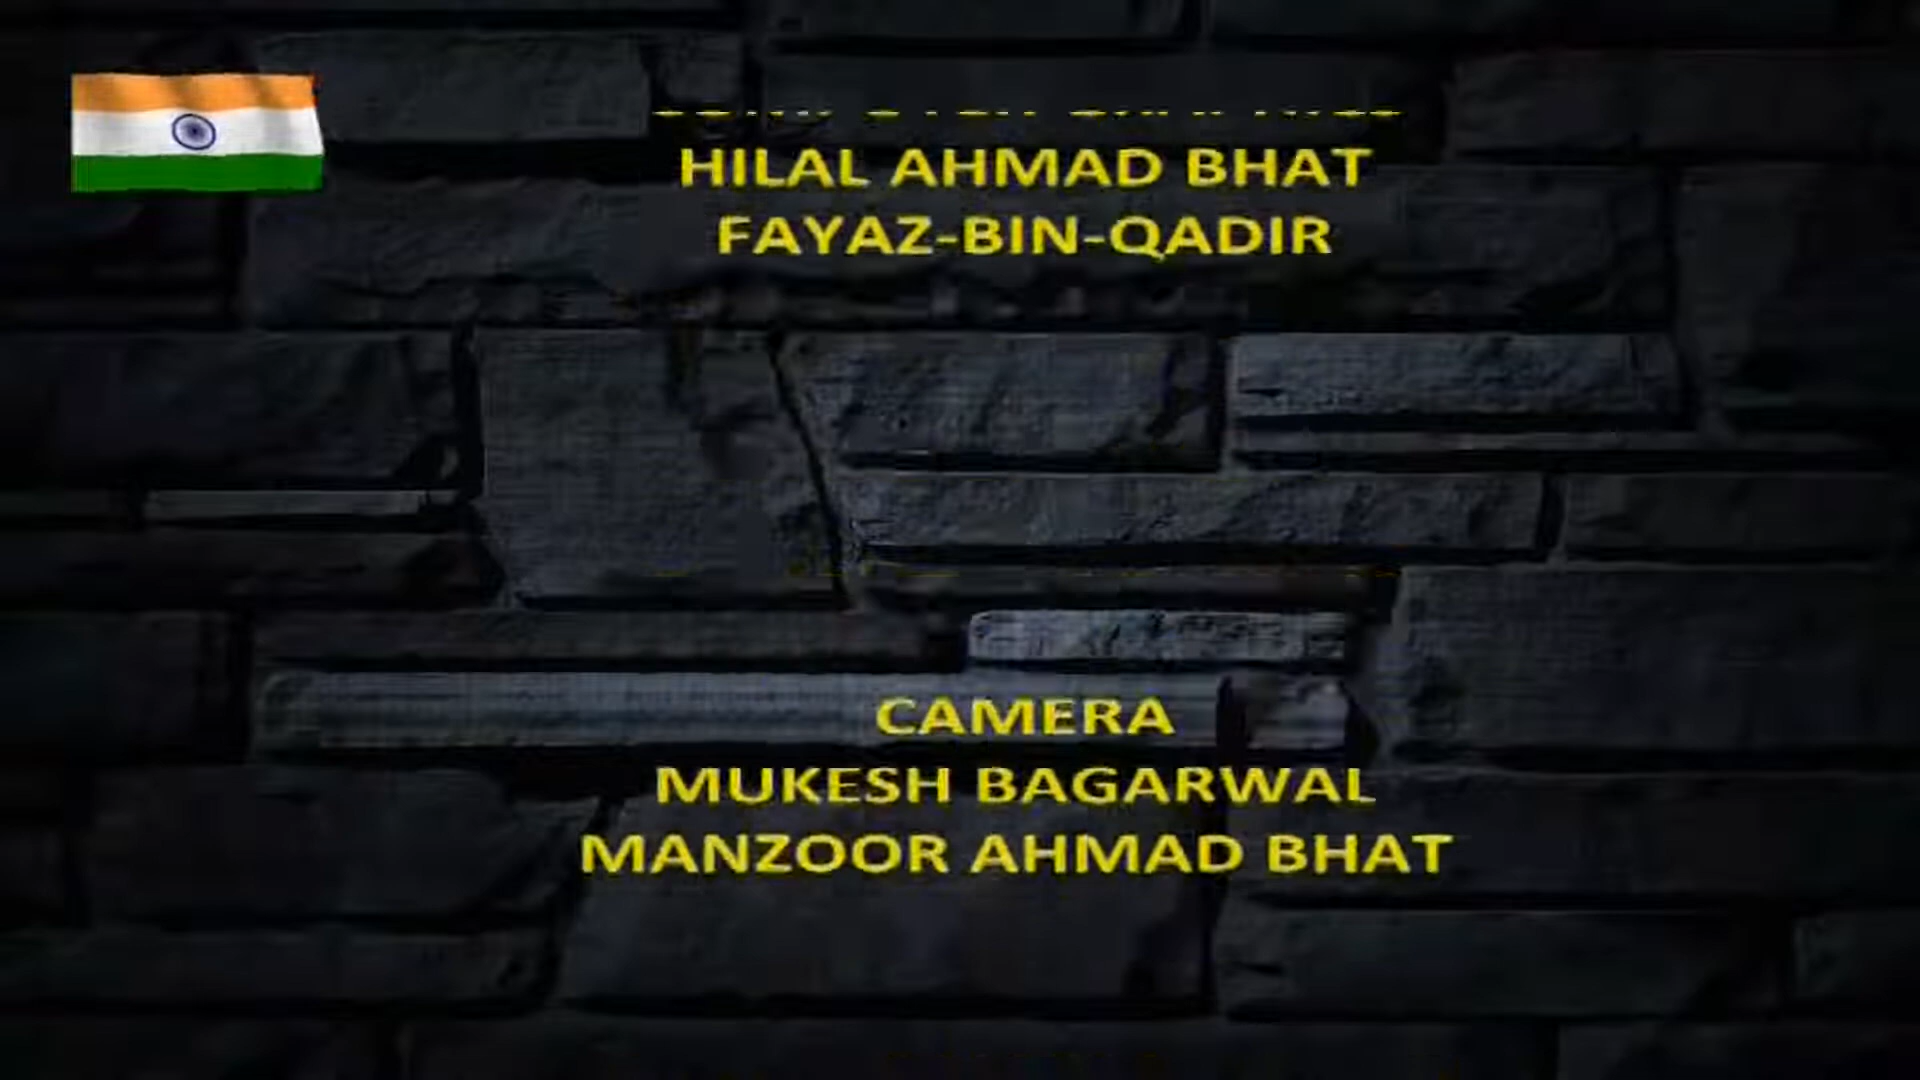 HILAL AHMAD BHAT
FAYAZ-BIN-QADIR
CAMERA
MUKESH BAGARWAL
MANZOOR AHMAD BHAT